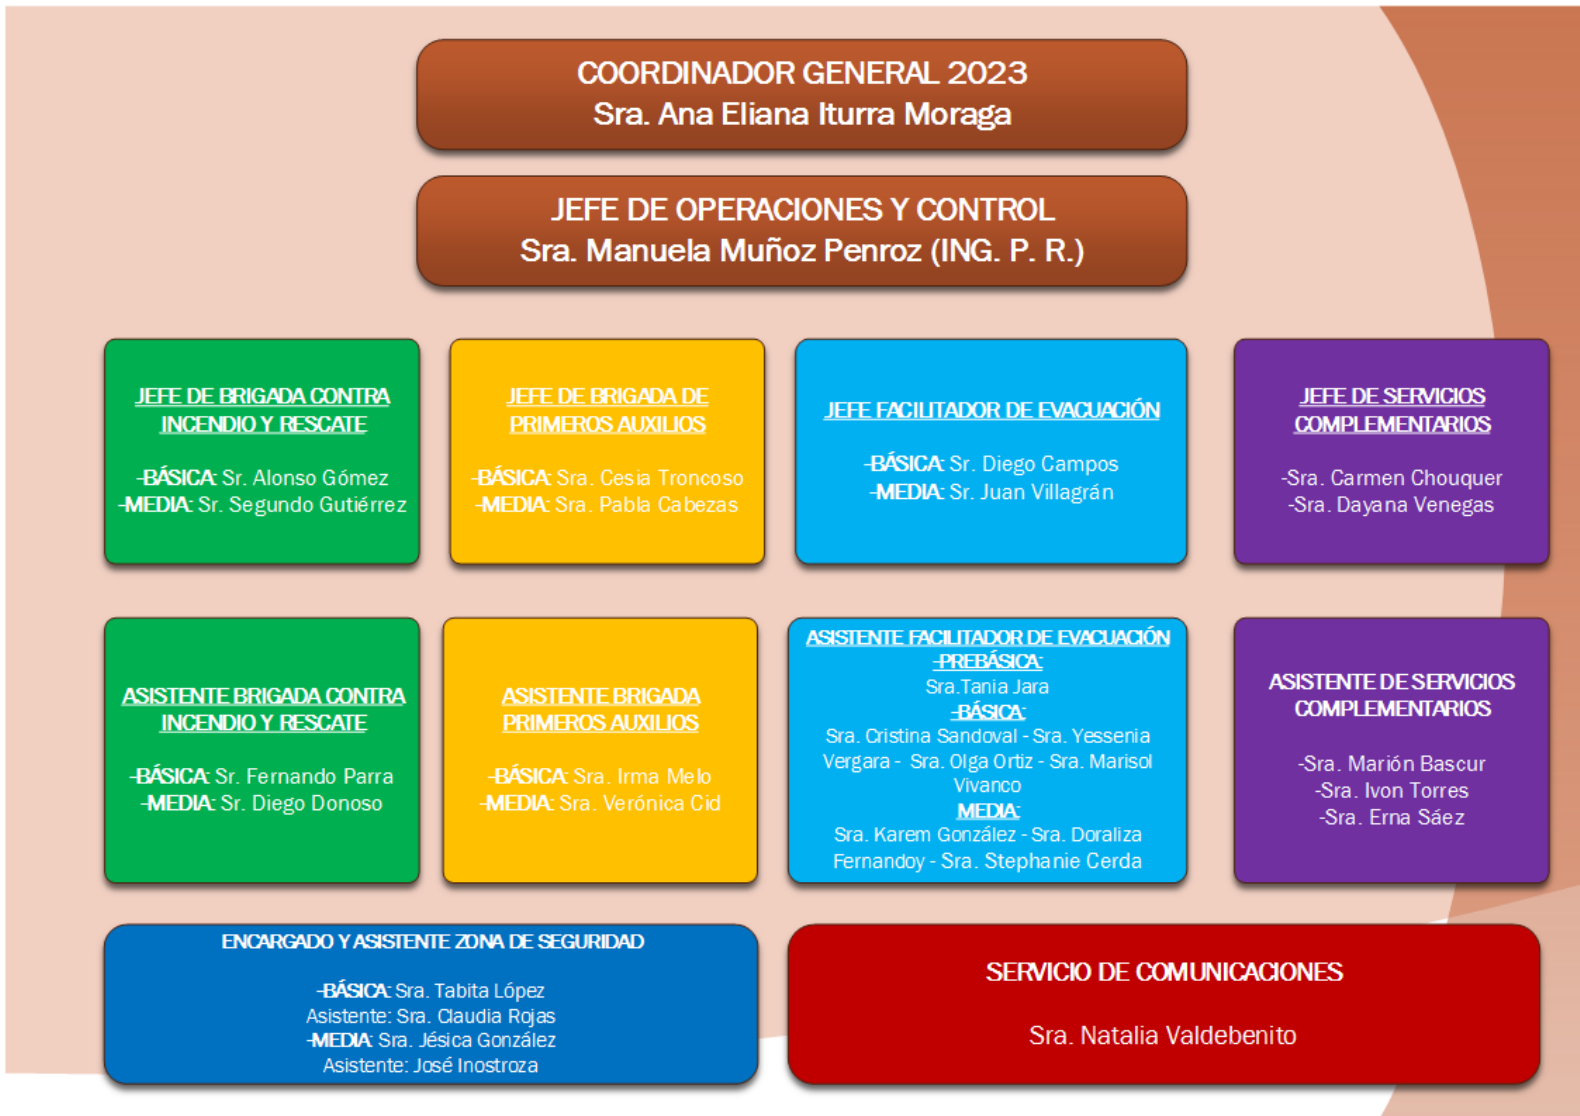 COORDINADOR GENERAL 2023
Sra. Ana Eliana Iturra Moraga
JEFE DE OPERACIONES Y CONTROL
Sra. Manuela Muñoz Penroz (ING. P. R.)
JEFE DE BRIGADA CONTRA
INCENDIO Y RESCATE
-BÁSICA: Sr. Alonso Gómez
-MEDIA: Sr. Segundo Gutiérrez
JEFE DE BRIGADA DE
PRIMEROS AUXILIOS
-BÁSICA: Sra. Cesia Troncoso
-MEDIA: Sra. Pabla Cabezas
JEFE FACILITADOR DE EVACUACIÓN
-BÁSICA: Sr. Diego Campos
-MEDIA: Sr. Juan Villagrán
JEFE DE SERVICIOS
COMPLEMENTARIOS
-Sra. Carmen Chouquer
-Sra. Dayana Venegas
ASISTENTE BRIGADA CONTRA
INCENDIO Y RESCATE
-BÁSICA: Sr. Fernando Parra
-MEDIA: Sr. Diego Donoso
ASISTENTE BRIGADA
PRIMEROS AUXILIOS
-BÁSICA: Sra. Irma Melo
-MEDIA: Sra. Verónica Cid
ASISTENTE FACILITADOR DE EVACUACIÓN
-PREBÁSICA:
Sra.Tania Jara
-BÁSICA:
Sra. Cristina Sandoval - Sra. Yessenia
Vergara - Sra. Olga Ortiz - Sra. Marisol
Vivanco
MEDIA:
Sra. Karem González - Sra. Doraliza
Fernandoy - Sra. Stephanie Cerda
ASISTENTE DE SERVICIOS
COMPLEMENTARIOS
-Sra. Marión Bascur
-Sra. Ivon Torres
-Sra. Erna Sáez
ENCARGADO Y ASISTENTE ZONA DE SEGURIDAD
-BÁSICA: Sra. Tabita López
Asistente: Sra. Claudia Rojas
-MEDIA: Sra. Jésica González
Asistente: José Inostroza
SERVICIO DE COMUNICACIONES
Sra. Natalia Valdebenito